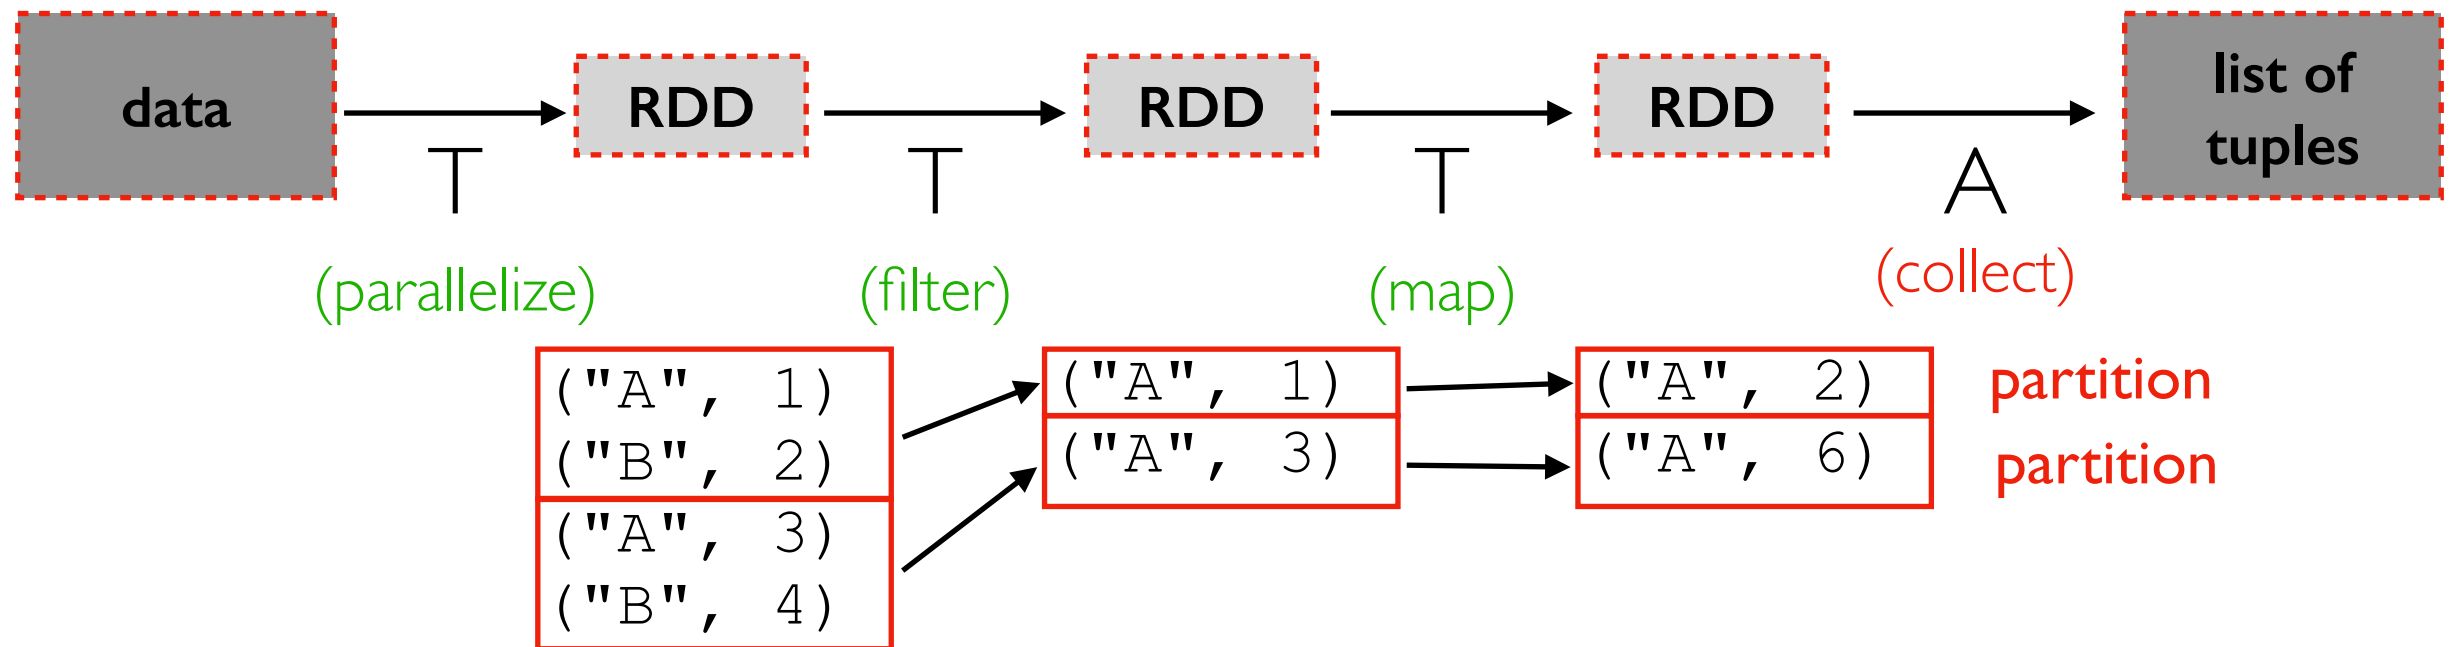 data
RDD
RDD
RDD
list of
tuples
T
T
T
A
(parallelize)
(filter)
(map)
(collect)
("A", 1)
("B", 2)
("A", 3)
("B", 4)
("A", 1)
("A", 3)
("A", 2)
("A", 6)
partition
partition